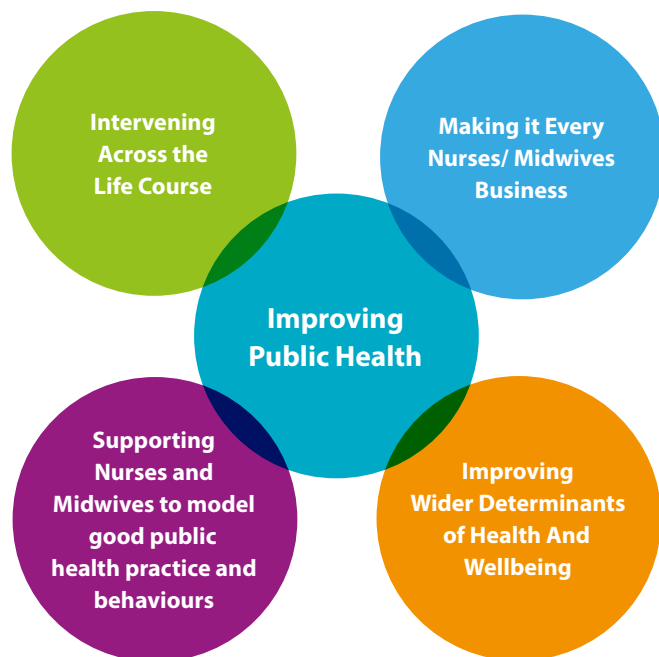 Intervening
Across the
Life Course
Making it Every
Nurses/ Midwives
Business
Improving
Public Health
Supporting
Nurses and
Midwives to model
good public
health practice and
behaviours
Improving
Wider Determinants
of Health And
Wellbeing